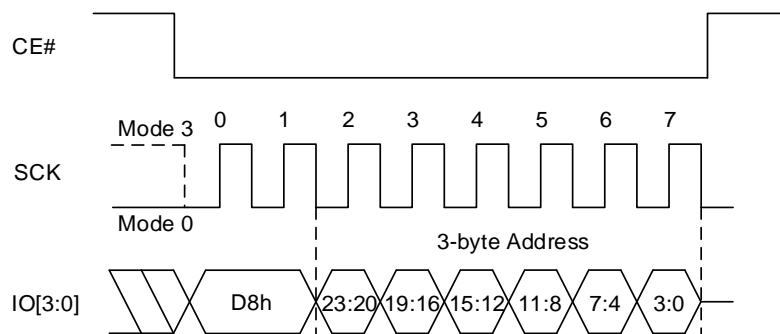 CE#
Mode 3 0 1 2 3 4 5 6 7
SCK
Mode 0
3-byte Address
IO[3:0] D8h 23:20 19:16 15:12 11:8 7:4 3:0